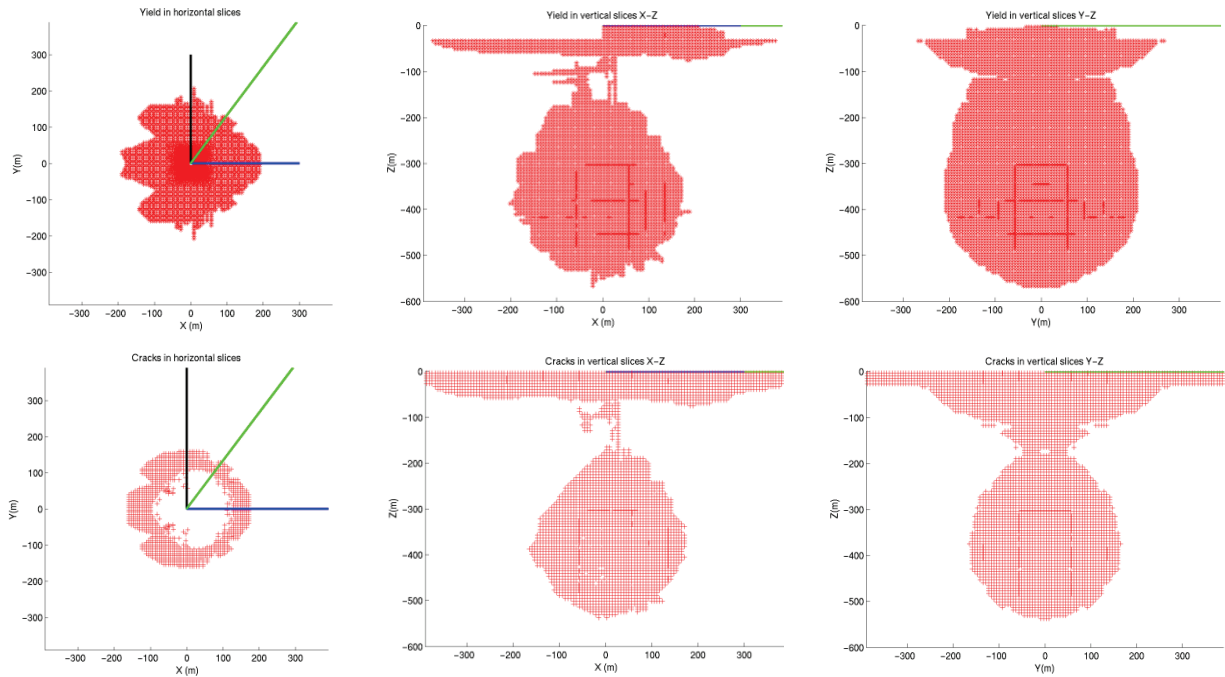 Yield in horizontal slices
Y(m)
300
200
100
0
−100
−200
−300
−300 −200 −100 0 100 200 300
X (m)
Yield in vertical slices X−Z
Z(m)
0
−100
−200
−300
−400
−500
−600
−300 −200 −100 0 100 200 300
X (m)
Yield in vertical slices Y−Z
Z(m)
0
−100
−200
−300
−400
−500
−600
−300 −200 −100 0 100 200 300
Y(m)
Cracks in horizontal slices
Y(m)
300
200
100
0
−100
−200
−300
−300 −200 −100 0 100 200 300
X (m)
Cracks in vertical slices X−Z
Z(m)
0
−100
−200
−300
−400
−500
−600
−300 −200 −100 0 100 200 300
X (m)
Cracks in vertical slices Y−Z
Z(m)
0
−100
−200
−300
−400
−500
−600
−300 −200 −100 0 100 200 300
Y(m)